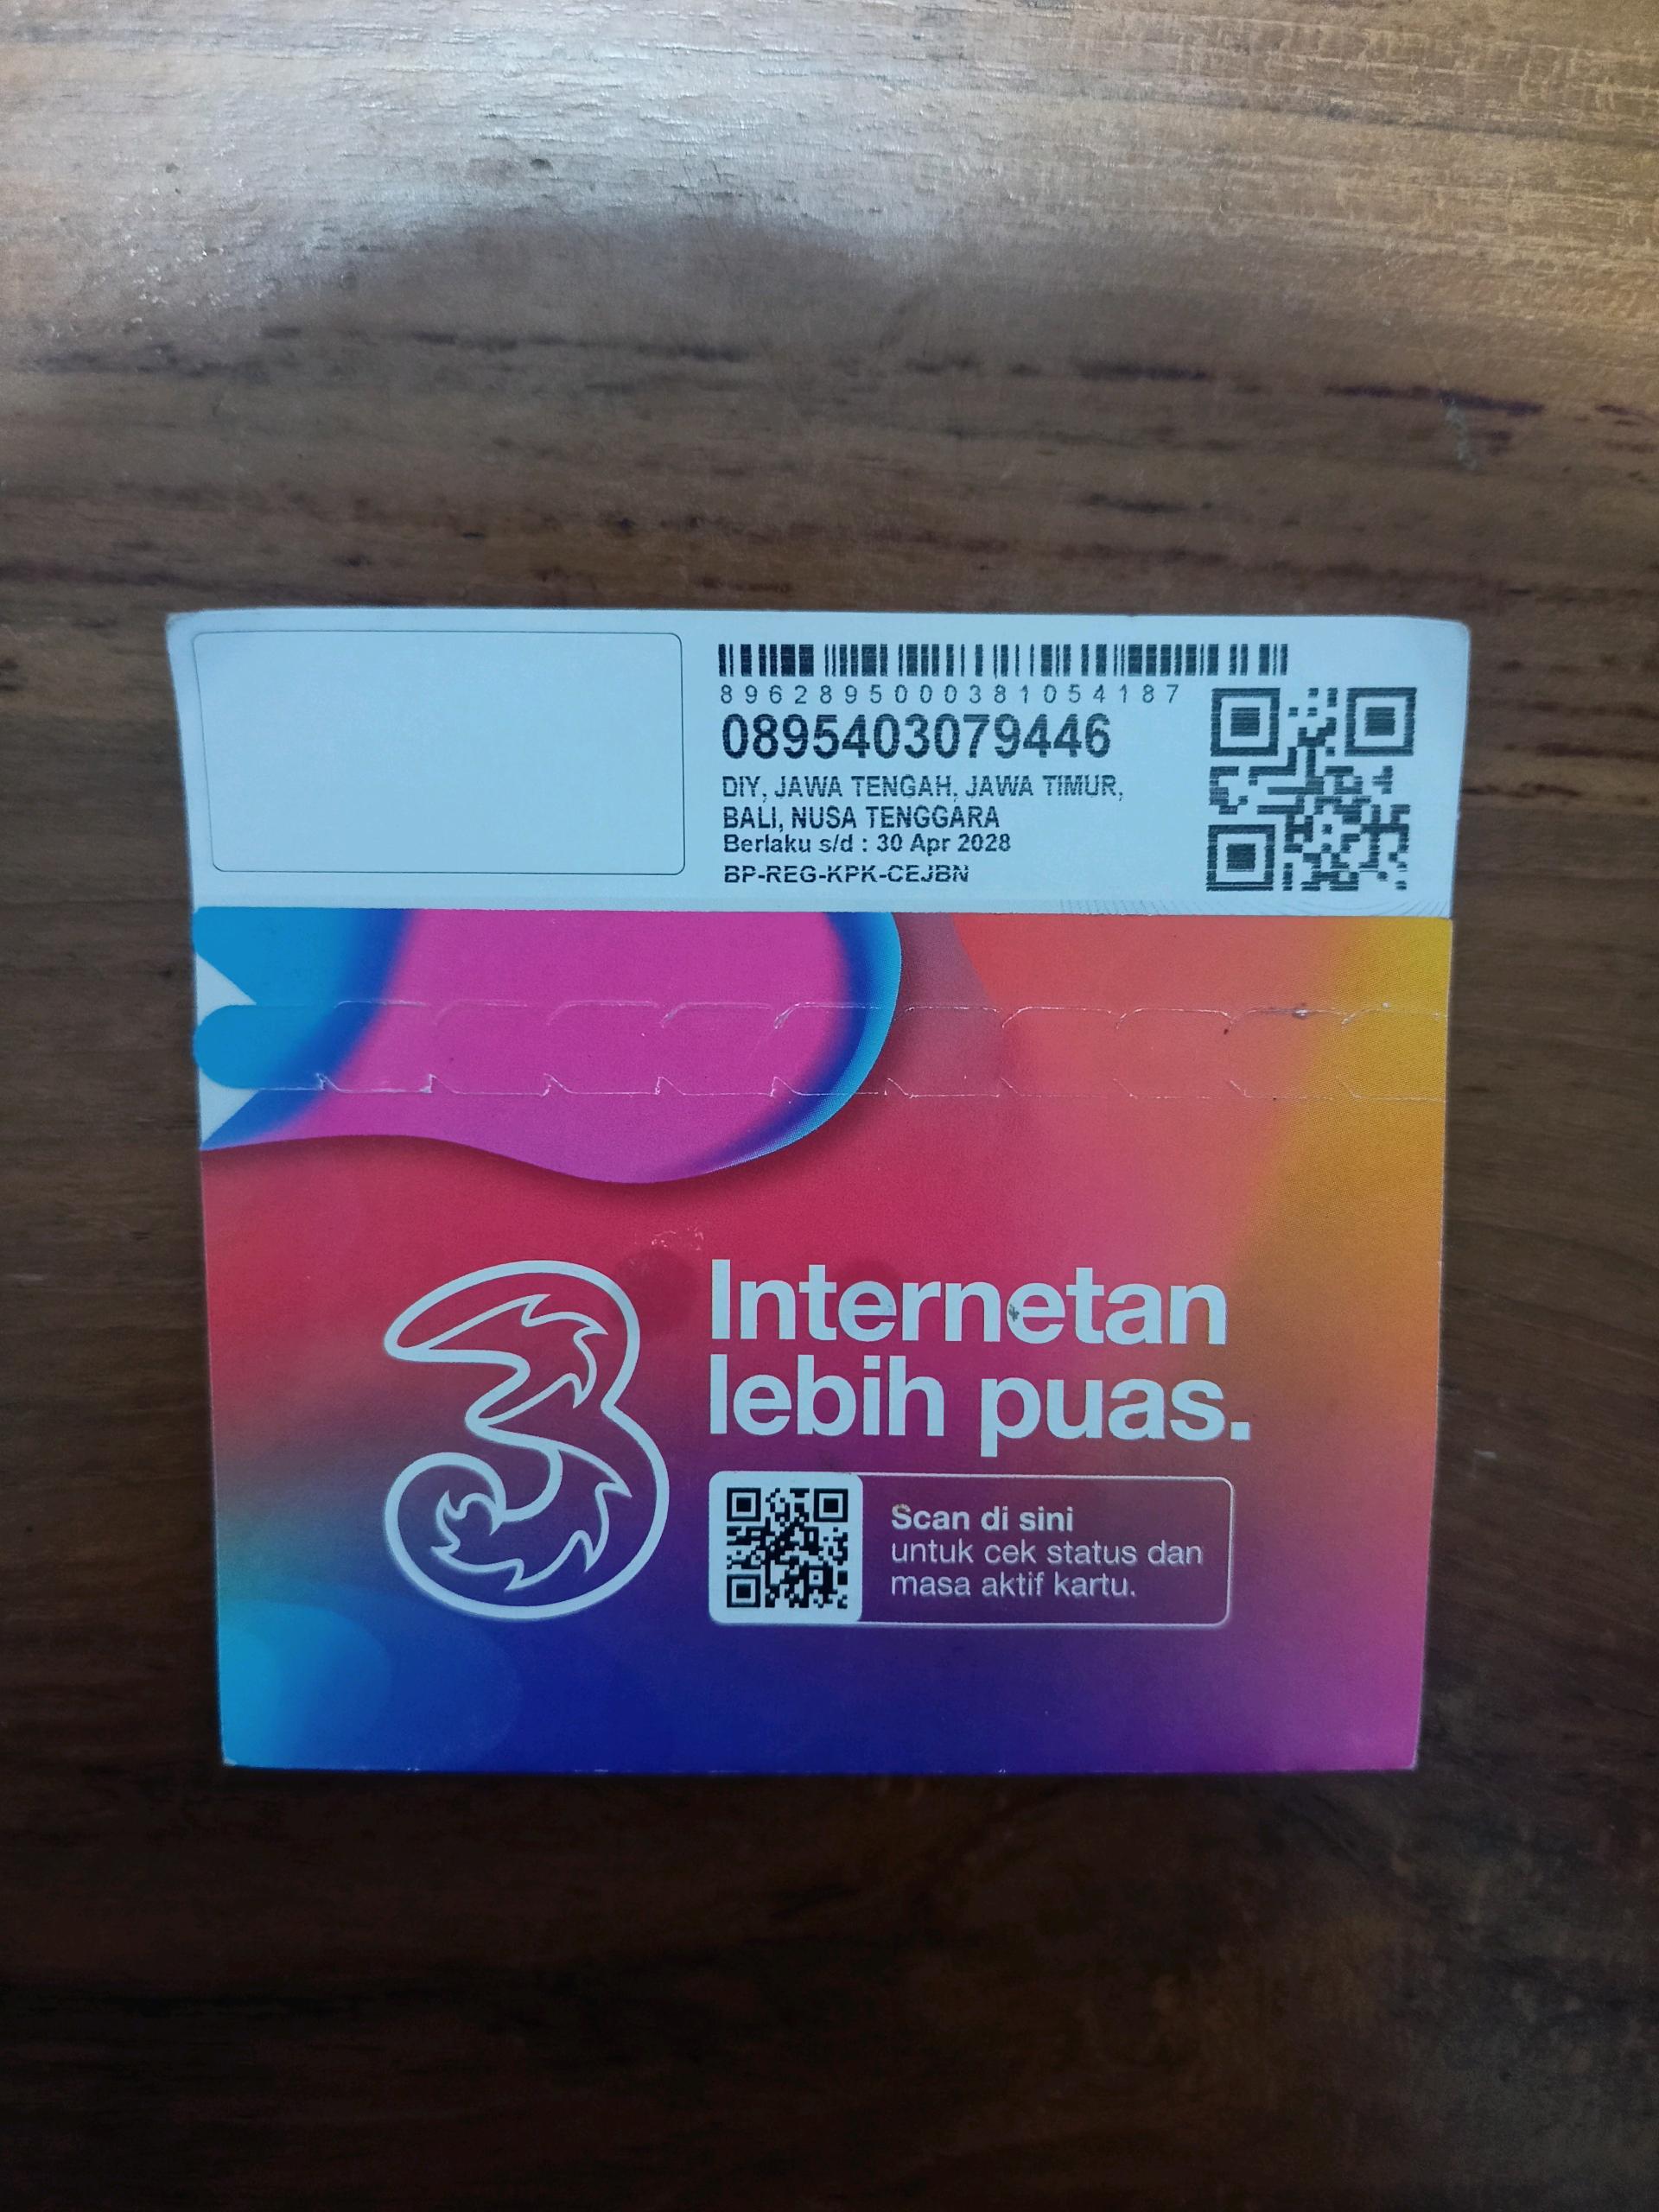 8962895000381054187
0895403079446
DIY, JAWA TENGAH, JAWA TIMUR,
BALI, NUSA TENGGARA
Berlaku s/d : 30 Apr 2028
BP-REG-KPK-CEJBN
3
Internetan
lebih puas.
Scan di sini
untuk cek status dan
masa aktif kartu.